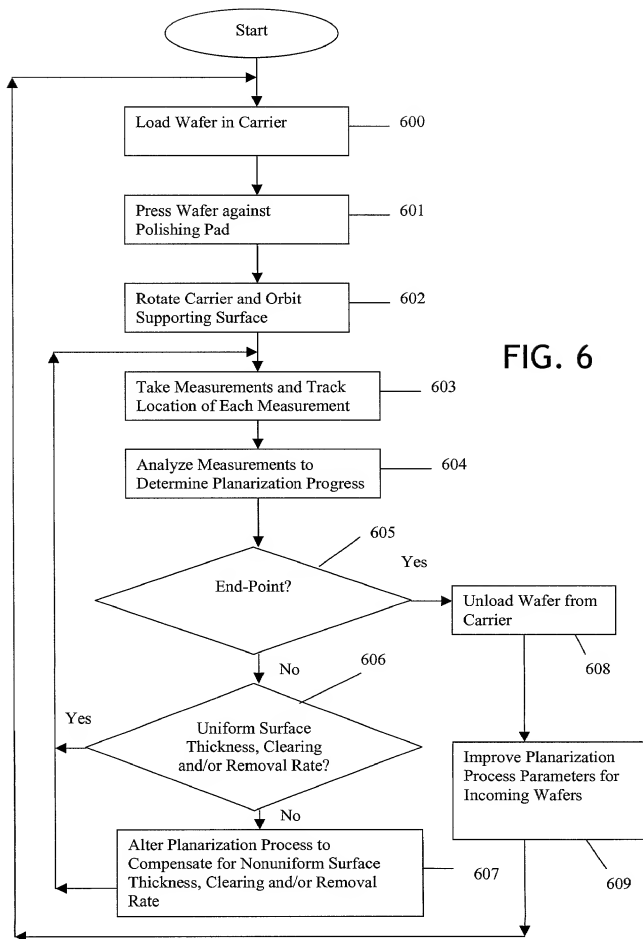 Start
Load Wafer in Carrier
600
Press Wafer against
Polishing Pad
601
Rotate Carrier and Orbit
Supporting Surface
602
FIG. 6
Take Measurements and Track
Location of Each Measurement
603
Analyze Measurements to
Determine Planarization Progress
604
605
End-Point?
Yes
Unload Wafer from
Carrier
608
No
606
Yes
Uniform Surface
Thickness, Clearing
and/or Removal Rate?
Improve Planarization
Process Parameters for
Incoming Wafers
609
No
Alter Planarization Process to
Compensate for Nonuniform Surface
Thickness, Clearing and/or Removal
Rate
607